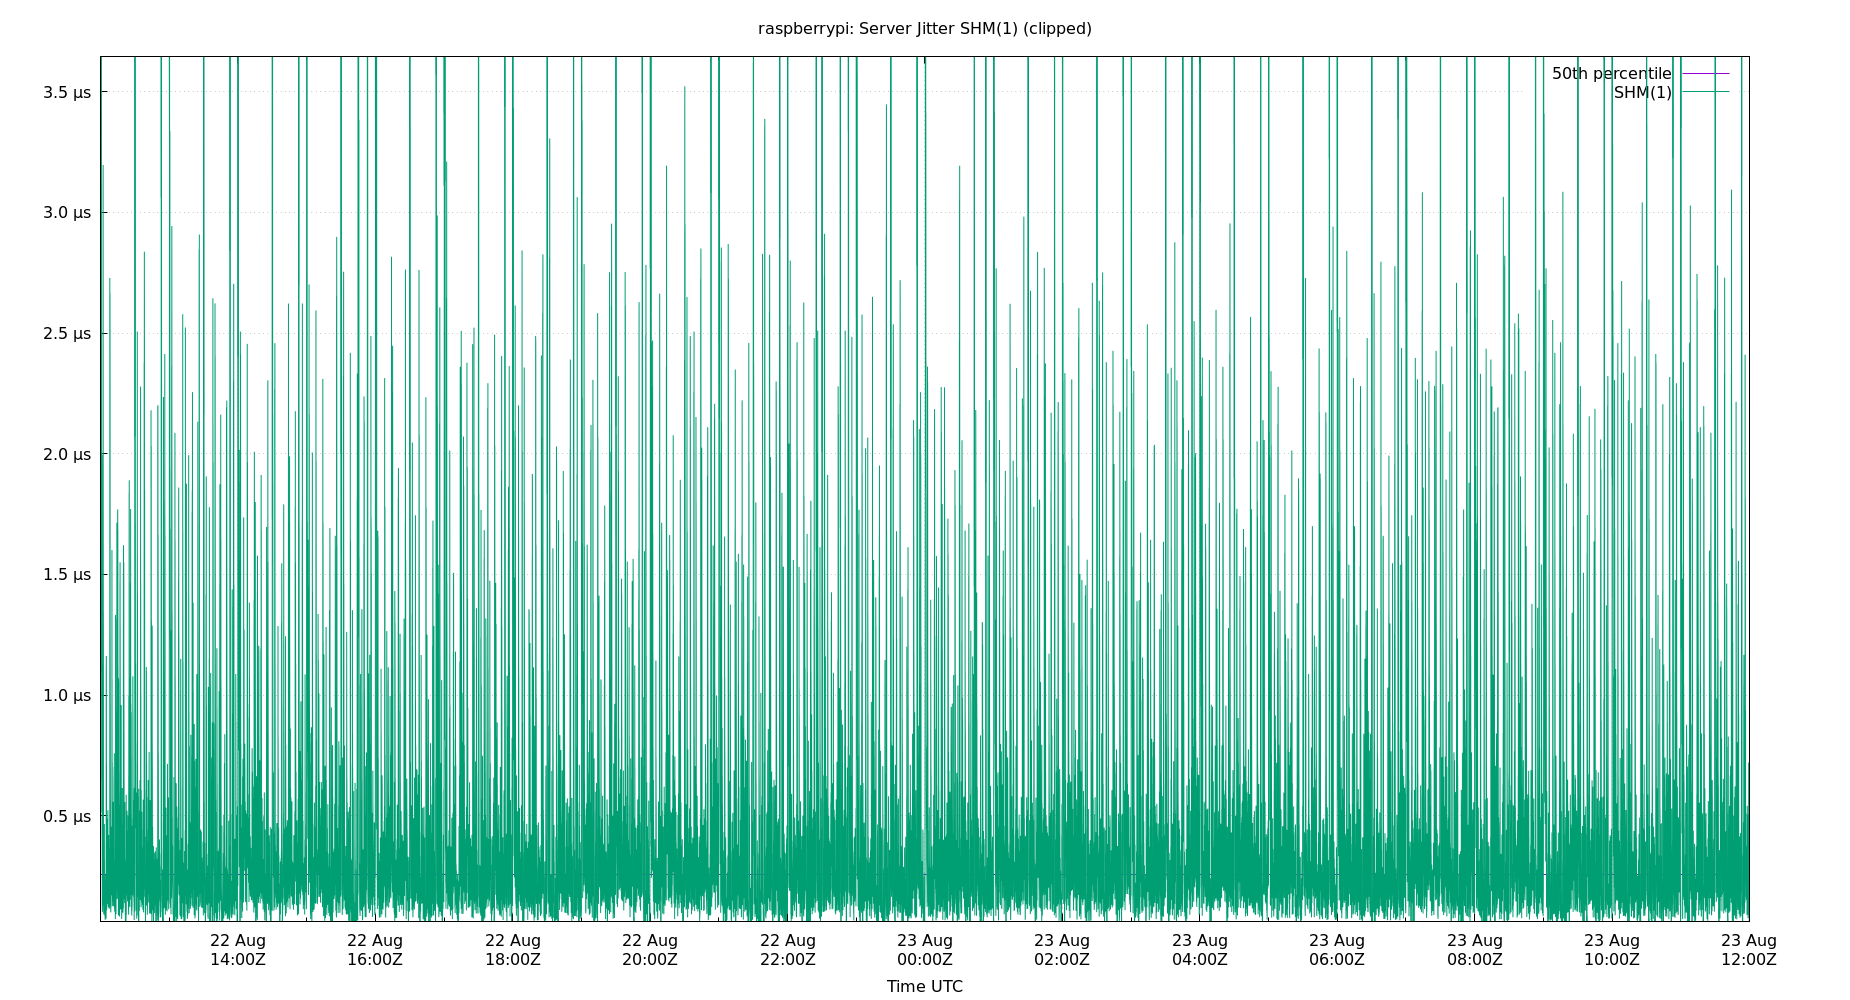 raspberrypi: Server Jitter SHM(1) (clipped)
50th percentile
SHM(1)
3.5 µs
3.0 µs
2.5 µs
2.0 µs
1.5 µs
1.0 µs
0.5 µs
22 Aug 22 Aug 22 Aug 22 Aug 22 Aug 23 Aug 23 Aug 23 Aug 23 Aug 23 Aug 23 Aug 23 Aug
14:00Z 16:00Z 18:00Z 20:00Z 22:00Z 00:00Z 02:00Z 04:00Z 06:00Z 08:00Z 10:00Z 12:00Z
Time UTC